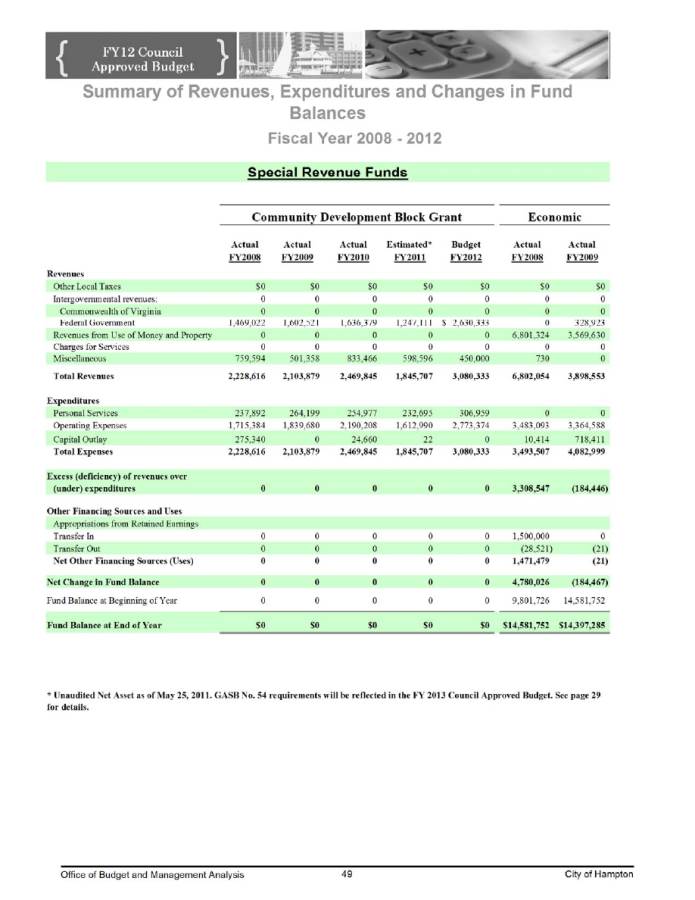 FY12 Council
Approved Budget
Summary of Revenues, Expenditures and Changes in Fund
Balances
Fiscal Year 2008 - 2012
Special Revenue Funds
Community Development Block Grant Economic
Actual Actual Actual Estimated* Budget Actual Actual
FY2008 FY2009 FY2010 FY2011 FY2012 FY2008 FY2009
Revenues
Other Local Taxes $0 $0 $0 $0 $0 $0 $0
Intergovernmental revenues: 0 0 0 0 0 0 0
Commonwealth of Virginia 0 0 0 0 0 0 0
Federal Government 1,469,022 1,602,521 1,636,379 1,247,111 $ 2,630,333 0 328,923
Revenues from Use of Money and Property 0 0 0 0 0 6,801,324 3,569,630
Charges for Services 0 0 0 0 0 0 0
Miscellaneous 759,594 501,358 833,466 598,596 450,000 730 0
Total Revenues 2,228,616 2,103,879 2,469,845 1,845,707 3,080,333 6,802,054 3,898,553
Expenditures
Personal Services 237,892 264,199 254,977 232,695 306,959 0 0
Operating Expenses 1,715,384 1,839,680 2,190,208 1,612,990 2,773,374 3,483,093 3,364,588
Capital Outlay 275,340 0 24,660 22 0 10,414 718,411
Total Expenses 2,228,616 2,103,879 2,469,845 1,845,707 3,080,333 3,493,507 4,082,999
Excess (deficiency) of revenues over
(under) expenditures 0 0 0 0 0 3,308,547 (184,446)
Other Financing Sources and Uses
Appropriations from Retained Earnings
Transfer In 0 0 0 0 0 1,500,000 0
Transfer Out 0 0 0 0 0 (28,521) (21)
Net Other Financing Sources (Uses) 0 0 0 0 0 1,471,479 (21)
Net Change in Fund Balance 0 0 0 0 0 4,780,026 (184,467)
Fund Balance at Beginning of Year 0 0 0 0 0 9,801,726 14,581,752
Fund Balance at End of Year $0 $0 $0 $0 $0 $14,581,752 $14,397,285
* Unaudited Net Asset as of May 25, 2011. GASB No. 54 requirements will be reflected in the FY 2013 Council Approved Budget. See page 29
for details.
Office of Budget and Management Analysis 49 City of Hampton